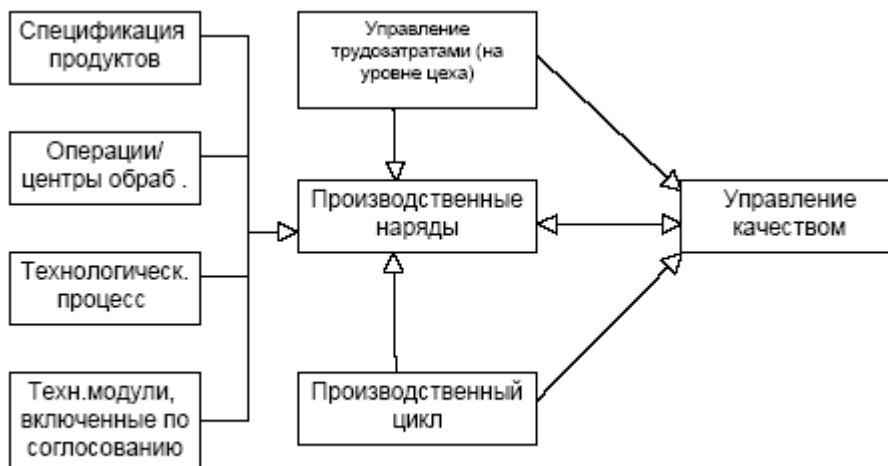 Спецификация
продуктов
Операции/
центры обраб .
Технологическ.
процесс
Техн.модули,
включенные по
соглосованию
Управление
трудозатратами (на
уровне цеха)
Производственные
наряды
Производственный
цикл
Управление
качеством